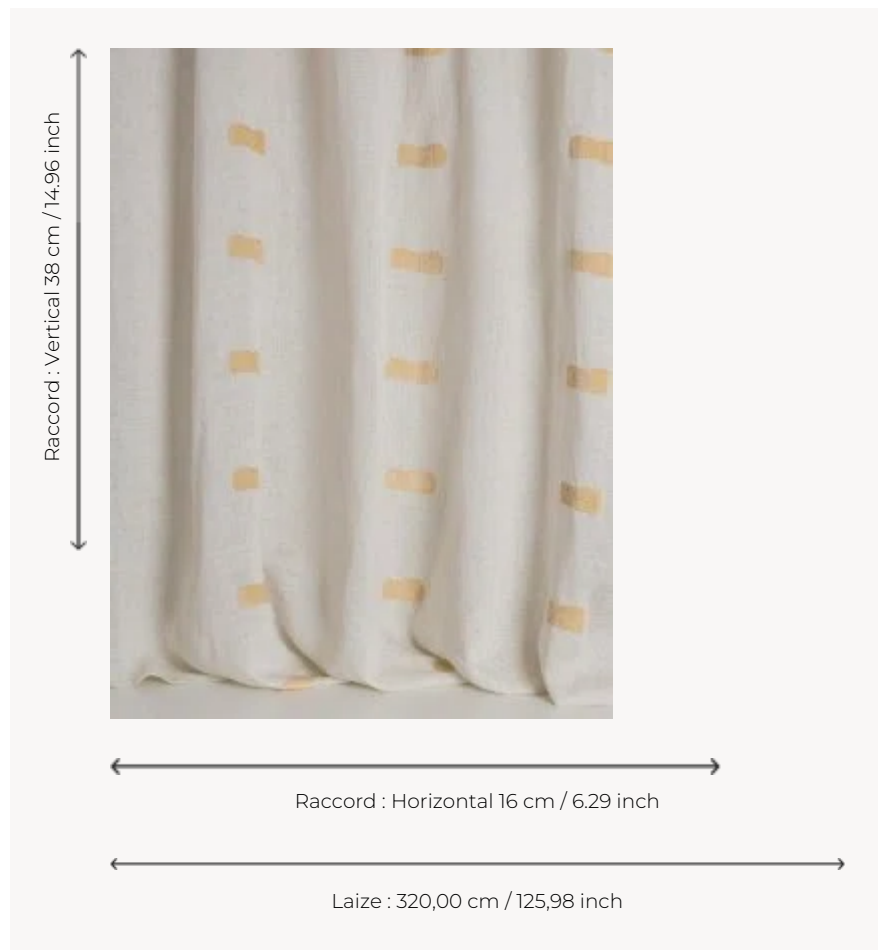 Raccord : Vertical 38 cm / 14.96 inch
Raccord : Horizontal 16 cm / 6.29 inch
Laize : 320,00 cm / 125,98 inch